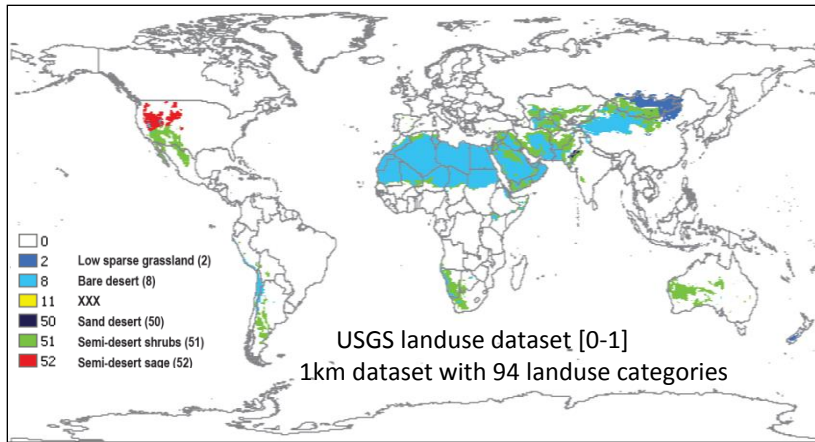 0
2 Low sparse grassland (2)
8 Bare desert (8)
11 XXX
50 Sand desert (50)
51 Semi-desert shrubs (51)
52 Semi-desert sage (52)
USGS landuse dataset [0-1]
1km dataset with 94 landuse categories